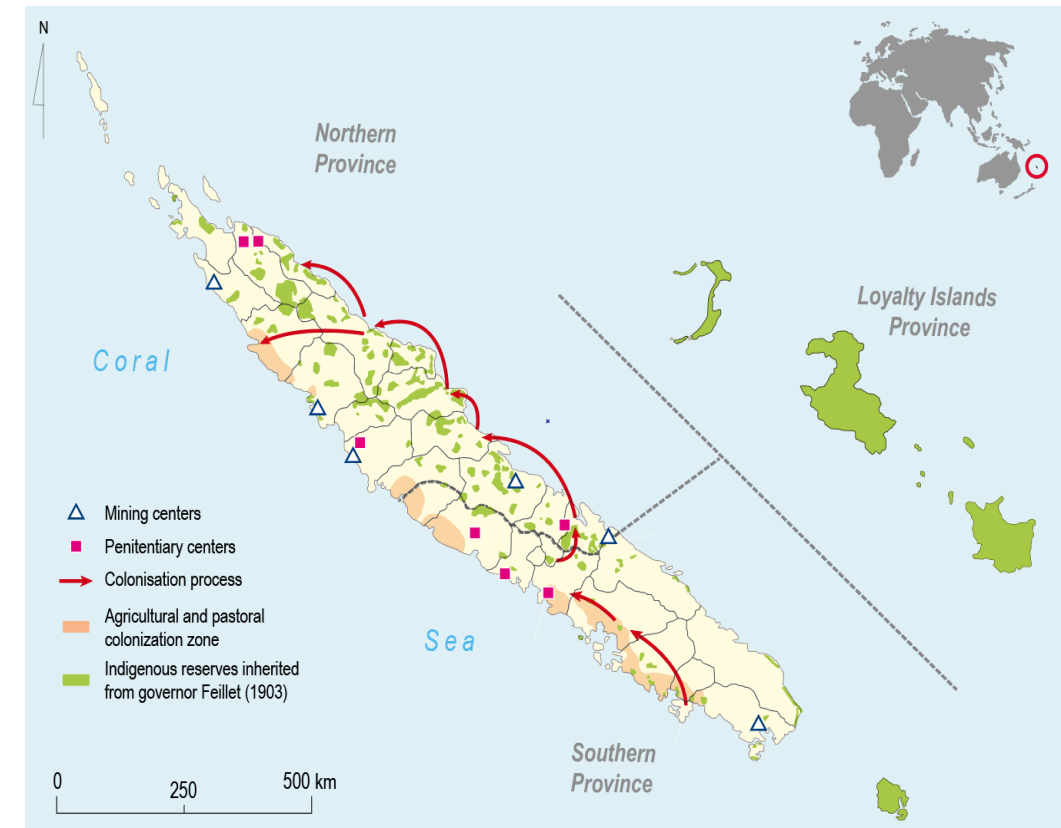 N
Northern
Province
Loyalty Islands
Province
Coral
Mining centers
Penitentiary centers
Colonisation process
Agricultural and pastoral
colonization zone
Indigenous reserves inherited
from governor Feillet (1903)
Sea
Southern
Province
0
250
500 km